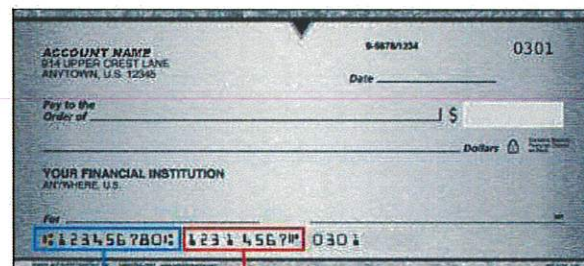 ACCOUNT NAME
914 UPPER CREST LANE
ANYTOWN, U.S. 12345
9-5678/1234
0301
Date
Pay to the
Order of
$
Dollars
YOUR FINANCIAL INSTITUTION
ANYWHERE, U.S.
For
⑆123456780⑆ 1231 4567⑈ 0301